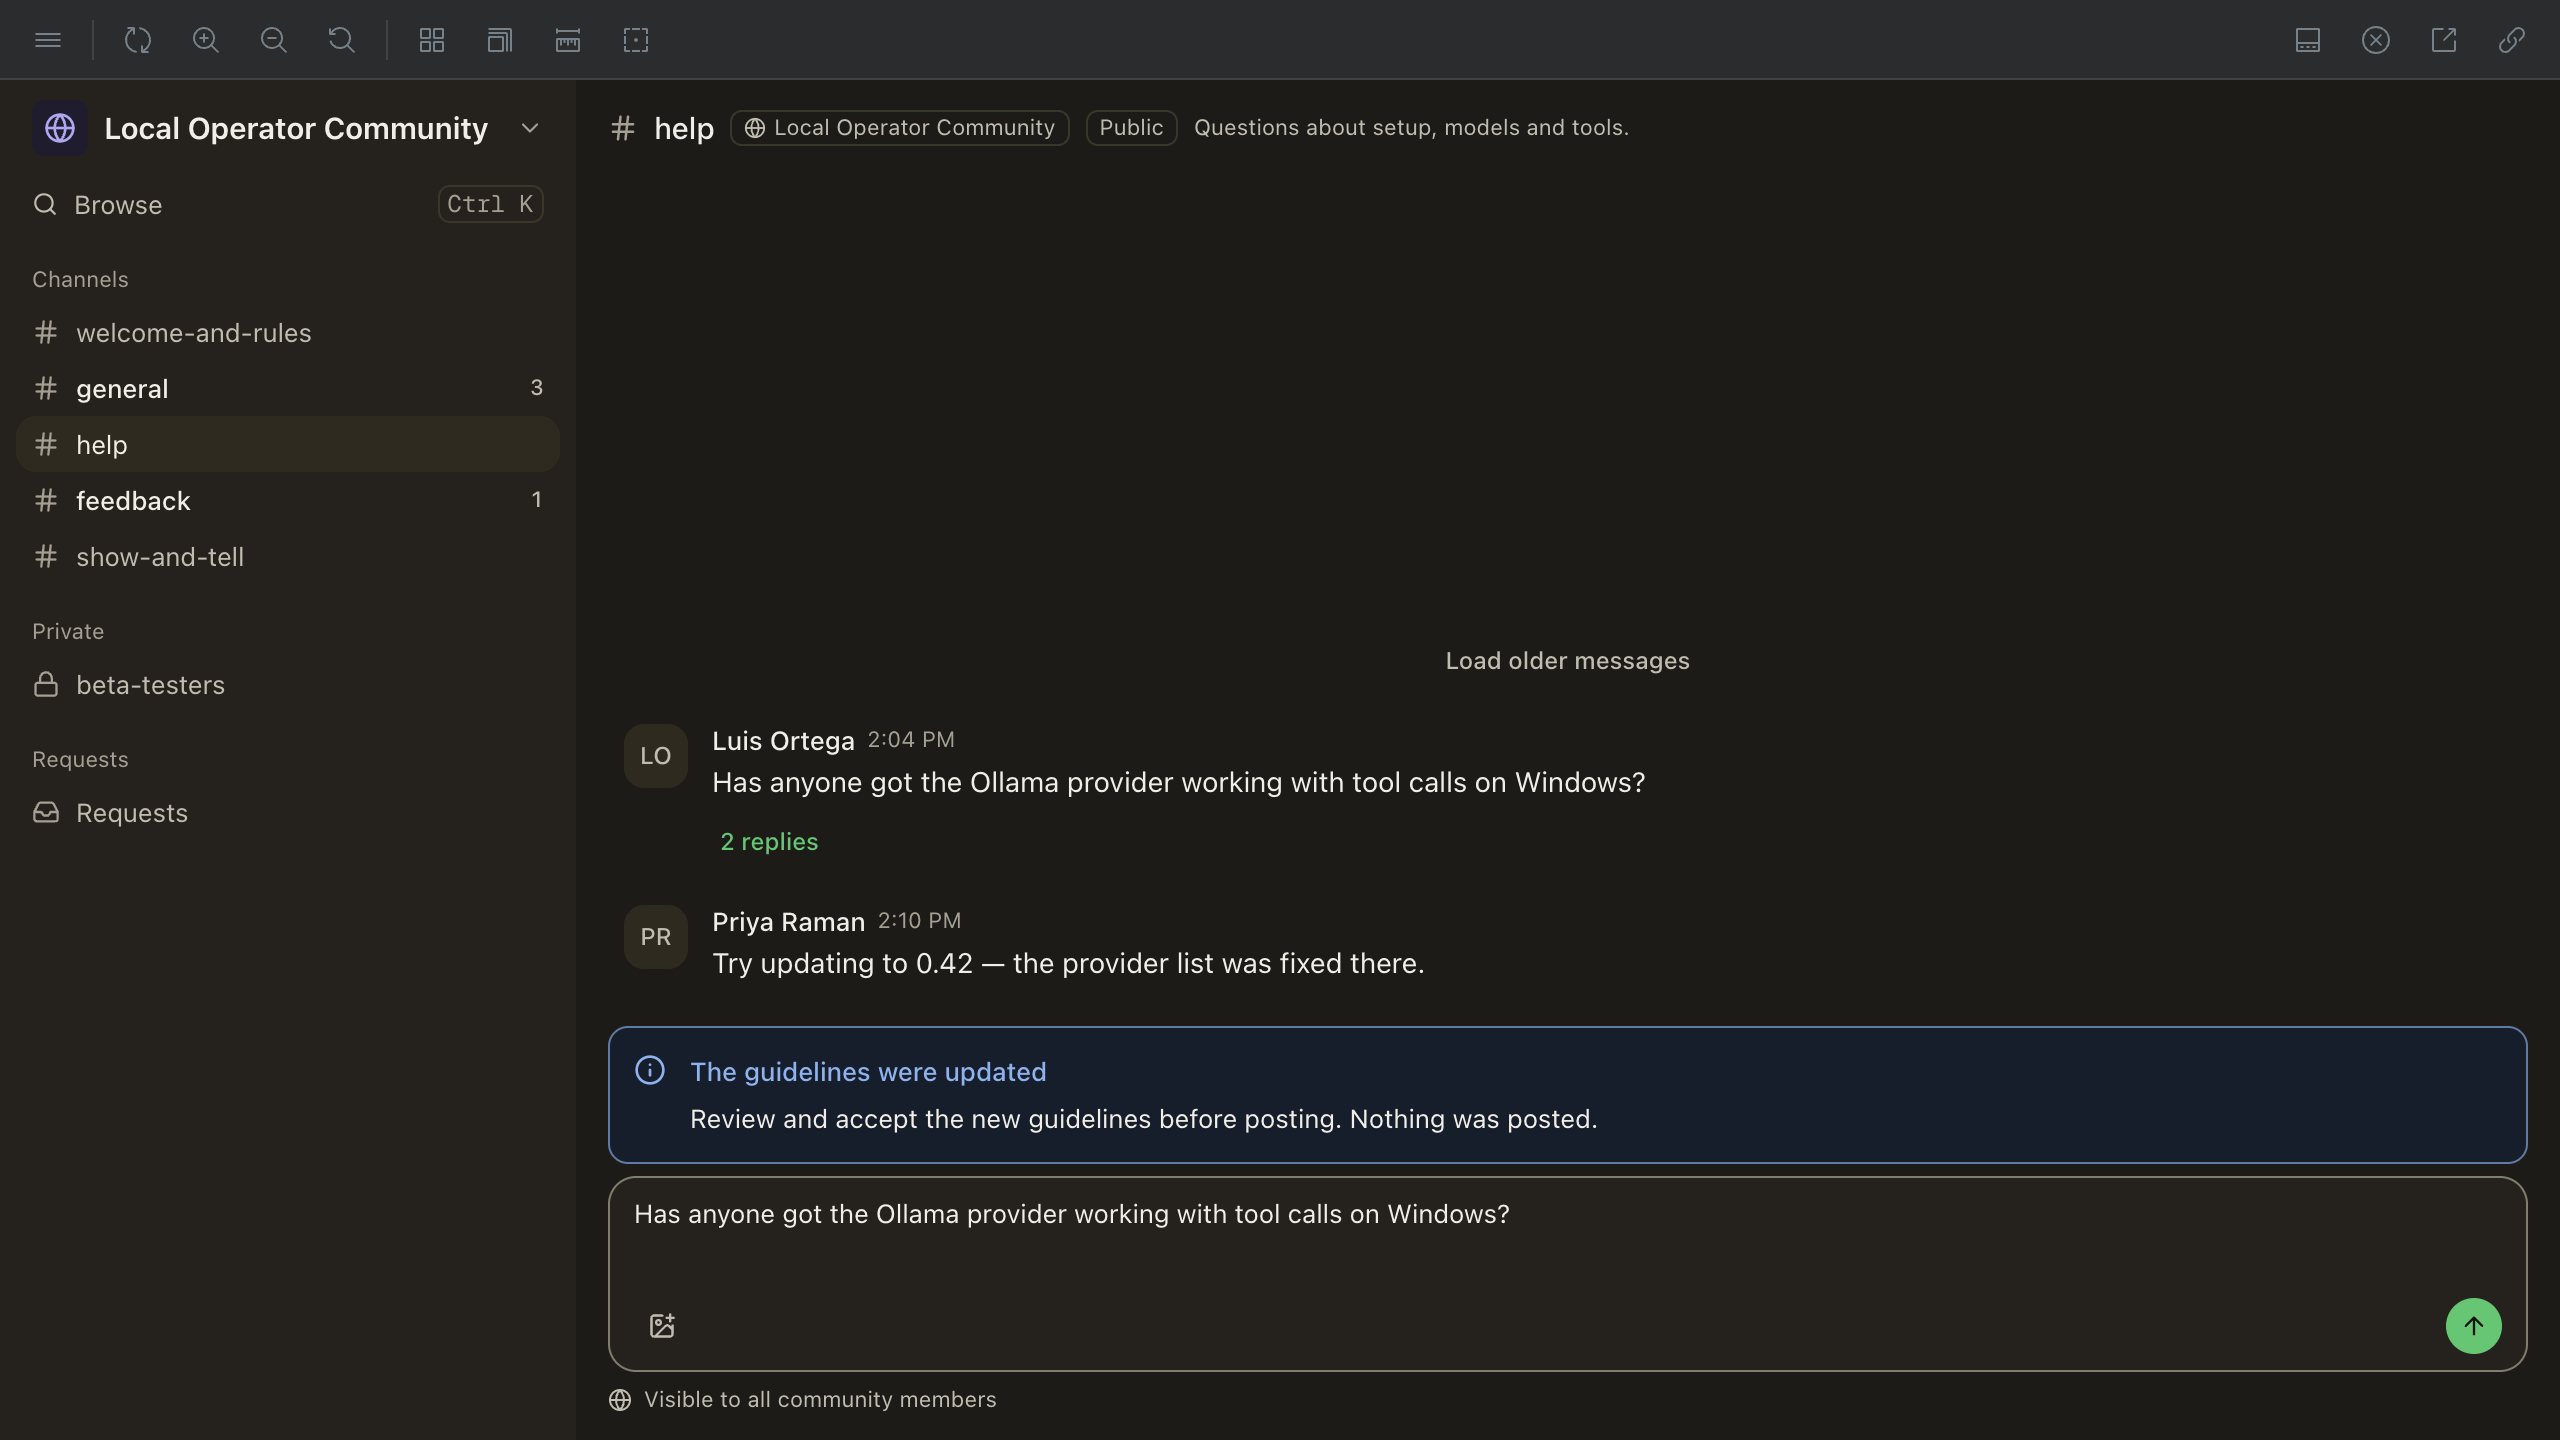 Local Operator Community
Browse
Ctrl K
Channels
welcome-and-rules
general 3
help
feedback 1
show-and-tell
Private
beta-testers
Requests
Requests
help Local Operator Community Public Questions about setup, models and tools.
Load older messages
LO Luis Ortega 2:04 PM
Has anyone got the Ollama provider working with tool calls on Windows?
2 replies
PR Priya Raman 2:10 PM
Try updating to 0.42 — the provider list was fixed there.
The guidelines were updated
Review and accept the new guidelines before posting. Nothing was posted.
Has anyone got the Ollama provider working with tool calls on Windows?
Visible to all community members